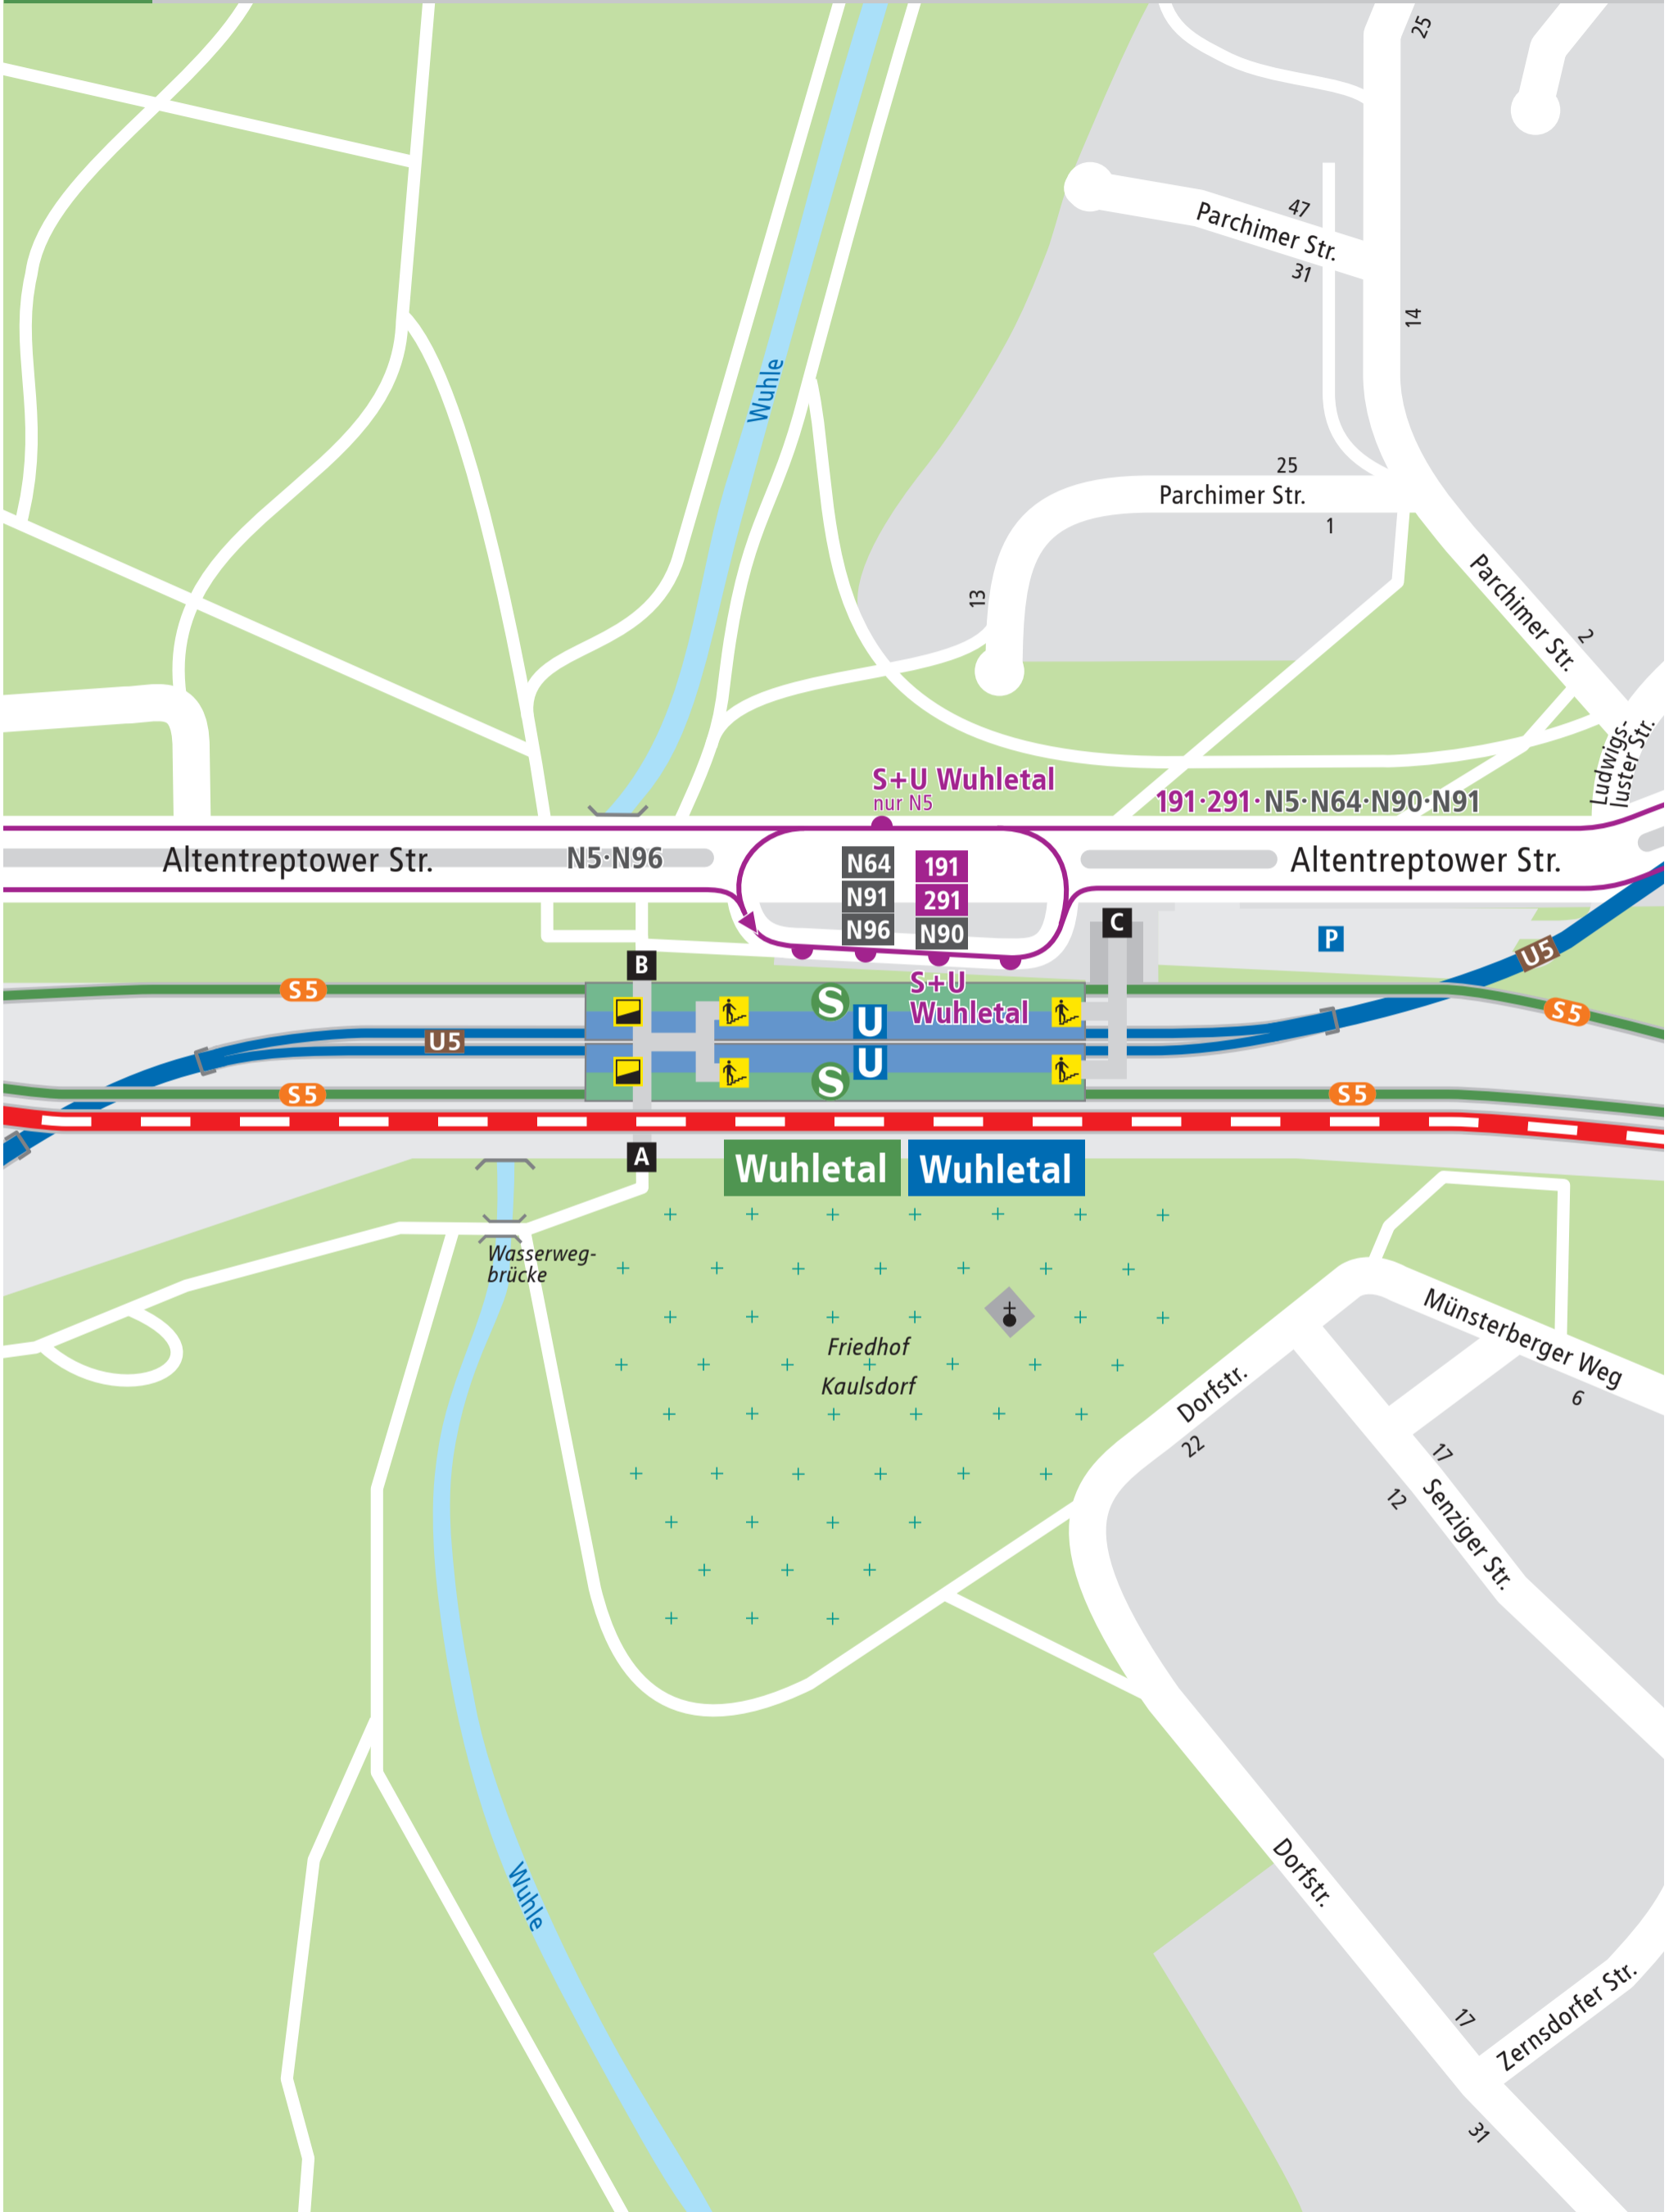 25
47
Parchimer Str.
31
14
Wuhle
25
Parchimer Str.
1
13
Parchimer Str.
2
Ludwigs-
luster Str.
S+U Wuhletal
nur N5
191·291·N5·N64·N90·N91
Altentreptower Str.
N5·N96
N64
191
Altentreptower Str.
N91
291
N96
N90
C
P
B
U5
S+U
Wuhletal
S5
S
U
S5
U5
U
S5
S
S5
A
Wuhletal
Wuhletal
Wasserweg-
brücke
Friedhof
Kaulsdorf
Münsterberger Weg
6
Dorfstr.
22
17
12
Senziger Str.
Wuhle
Dorfstr.
Zernsdorfer Str.
17
31